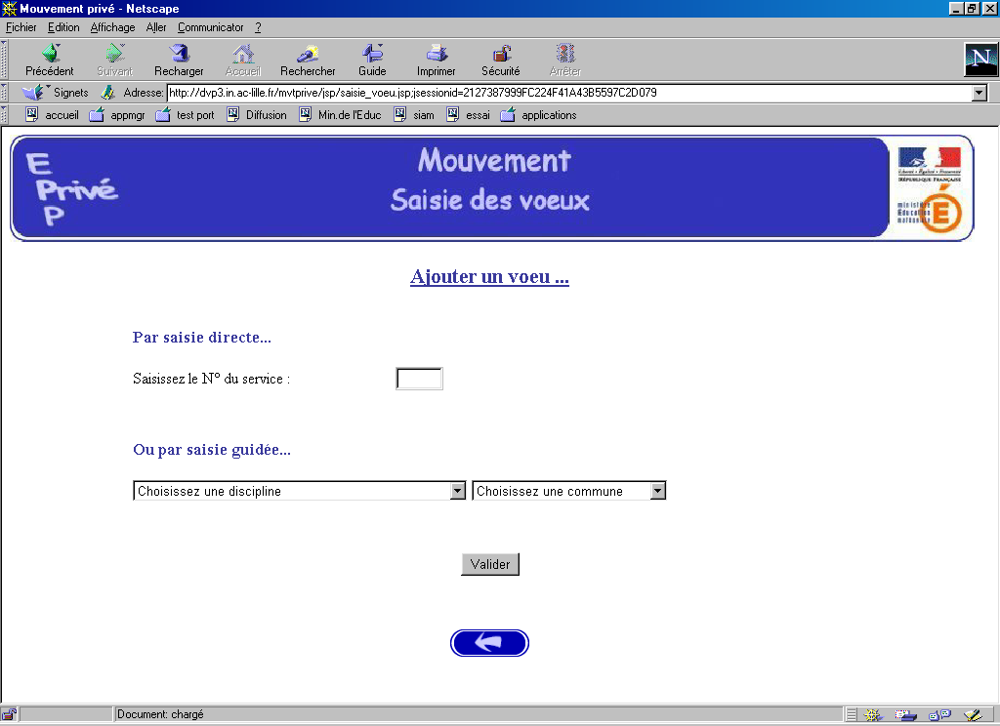 Mouvement privé - Netscape
Fichier Edition Affichage Aller Communicator ?
Précédent Suivant Recharger Accueil Rechercher Guide Imprimer Sécurité Arrêter
N
Signets Adresse: http://dvp3.in.ac-lille.fr/mvtprive/jsp/saisie_voeu.jsp;jsessionid=2127387999FC224F41A43B5597C2D079
accueil appmgr test port Diffusion Min.de l'Educ siam essai applications
E
Privé
P
Mouvement
Saisie des voeux
Liberté • Égalité • Fraternité
RÉPUBLIQUE FRANÇAISE
ministère
Éducation
nationale
É
Ajouter un voeu ...
Par saisie directe...
Saisissez le N° du service :
Ou par saisie guidée...
Choisissez une discipline Choisissez une commune
Valider
Document: chargé